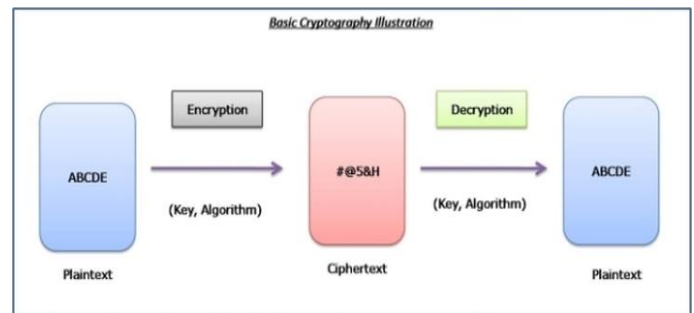 Basic Cryptography Illustration
Encryption
Decryption
ABCDE
#@5&H
ABCDE
(Key, Algorithm)
(Key, Algorithm)
Plaintext
Ciphertext
Plaintext